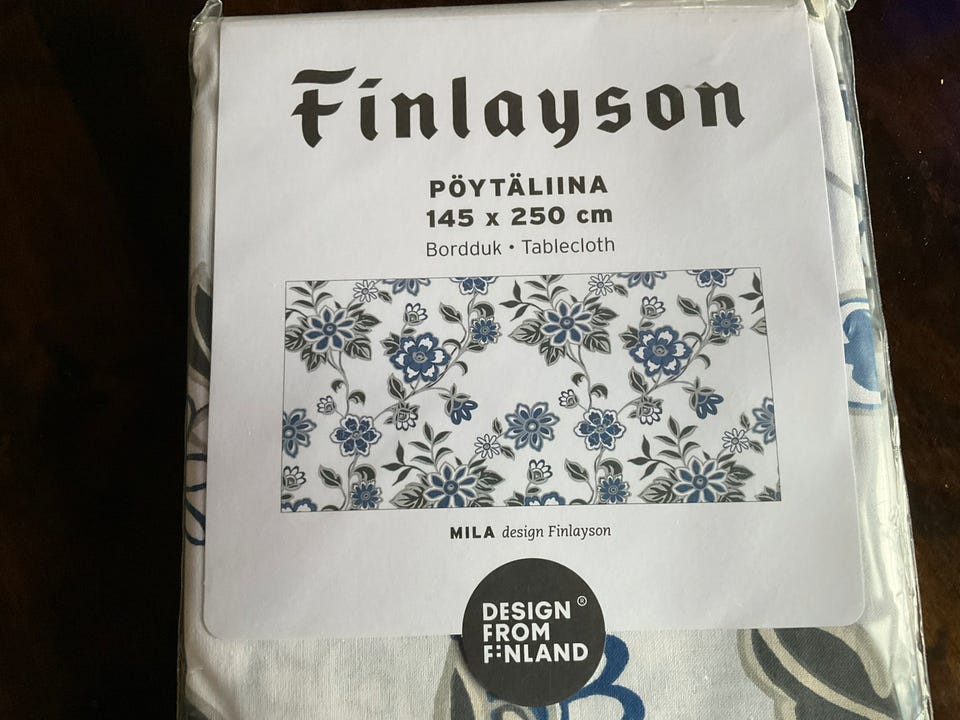 Finlayson
PÖYTÄLIINA
145 x 250 cm
Bordduk • Tablecloth
MILA design Finlayson
DESIGN ®
FROM
FINLAND